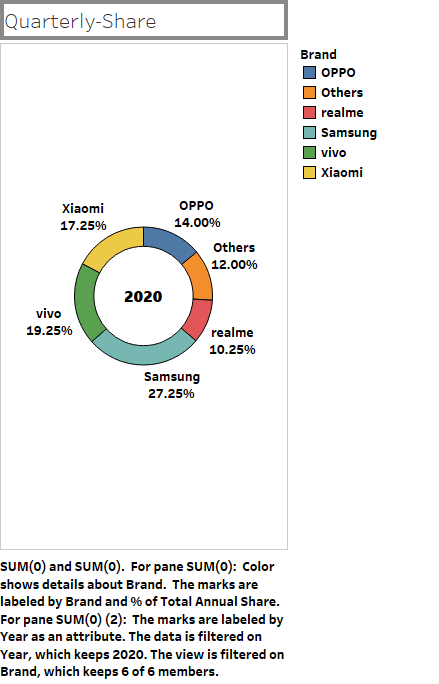 Quarterly-Share
Brand
OPPO
Others
realme
Samsung
vivo
Xiaomi
Xiaomi
17.25%
OPPO
14.00%
Others
12.00%
2020
vivo
19.25%
realme
10.25%
Samsung
27.25%
SUM(0) and SUM(0).  For pane SUM(0):  Color
shows details about Brand.  The marks are
labeled by Brand and % of Total Annual Share.
For pane SUM(0) (2):  The marks are labeled by
Year as an attribute. The data is filtered on
Year, which keeps 2020. The view is filtered on
Brand, which keeps 6 of 6 members.